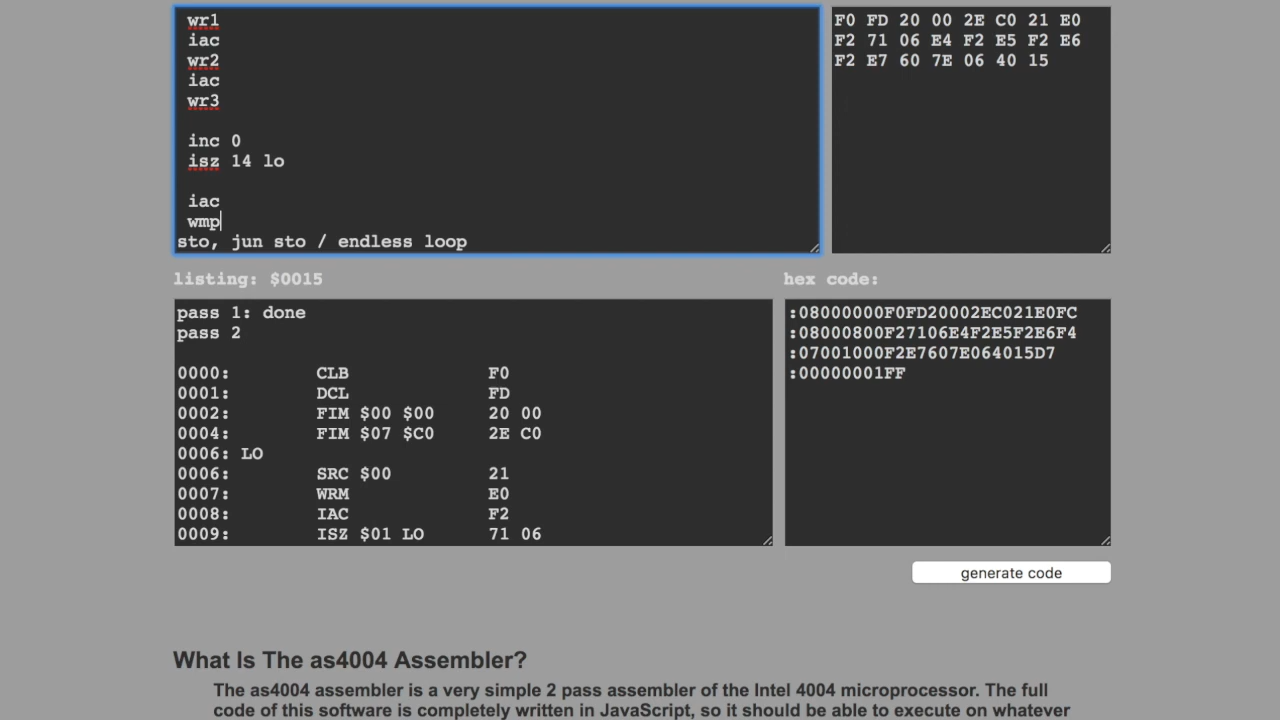 wr1
iac
wr2
iac
wr3
inc 0
isz 14 lo
iac
wmp
sto, jun sto / endless loop
F0 FD 20 00 2E C0 21 E0
F2 71 06 E4 F2 E5 F2 E6
F2 E7 60 7E 06 40 15
listing: $0015
pass 1: done
pass 2
0000: CLB F0
0001: DCL FD
0002: FIM $00 $00 20 00
0004: FIM $07 $C0 2E C0
0006: LO
0006: SRC $00 21
0007: WRM E0
0008: IAC F2
0009: ISZ $01 LO 71 06
hex code:
:08000000F0FD20002EC021E0FC
:08000800F27106E4F2E5F2E6F4
:07001000F2E7607E064015D7
:00000001FF
generate code
What Is The as4004 Assembler?
The as4004 assembler is a very simple 2 pass assembler of the Intel 4004 microprocessor. The full
code of this software is completely written in JavaScript, so it should be able to execute on whatever